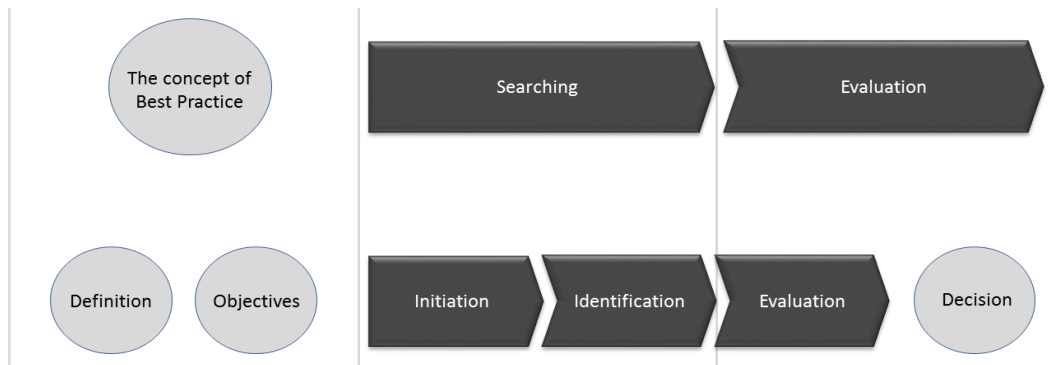 The concept of
Best Practice
Searching
Evaluation
Definition
Objectives
Initiation
Identification
Evaluation
Decision